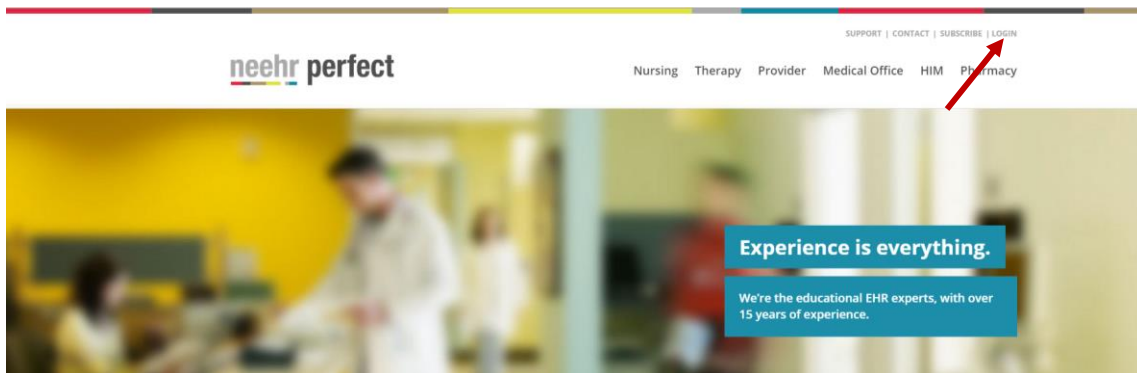 SUPPORT | CONTACT | SUBSCRIBE | LOGIN
neehr perfect
Nursing Therapy Provider Medical Office HIM Pharmacy
Experience is everything.
We're the educational EHR experts, with over
15 years of experience.